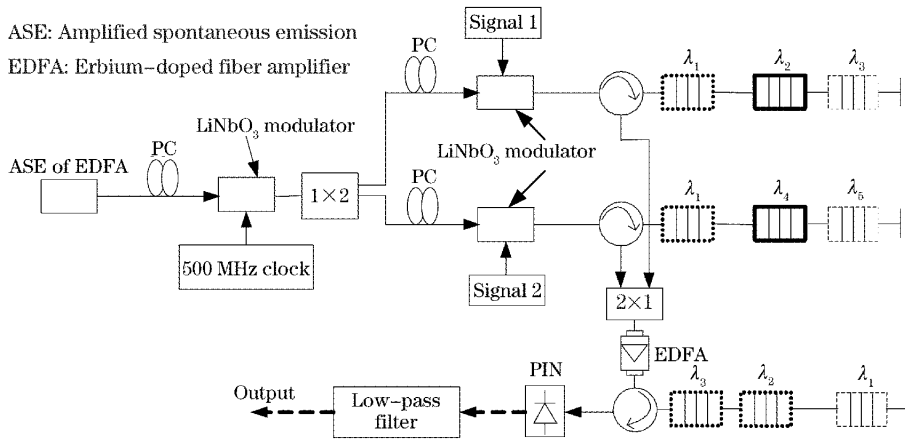 ASE: Amplified spontaneous emission
EDFA: Erbium-doped fiber amplifier
Signal 1
PC
λ1
λ2
λ3
LiNbO3 modulator
LiNbO3 modulator
ASE of EDFA
PC
1×2
PC
λ1
λ4
λ5
500 MHz clock
Signal 2
2×1
EDFA
PIN
λ3
λ2
λ1
Output
Low-pass
filter